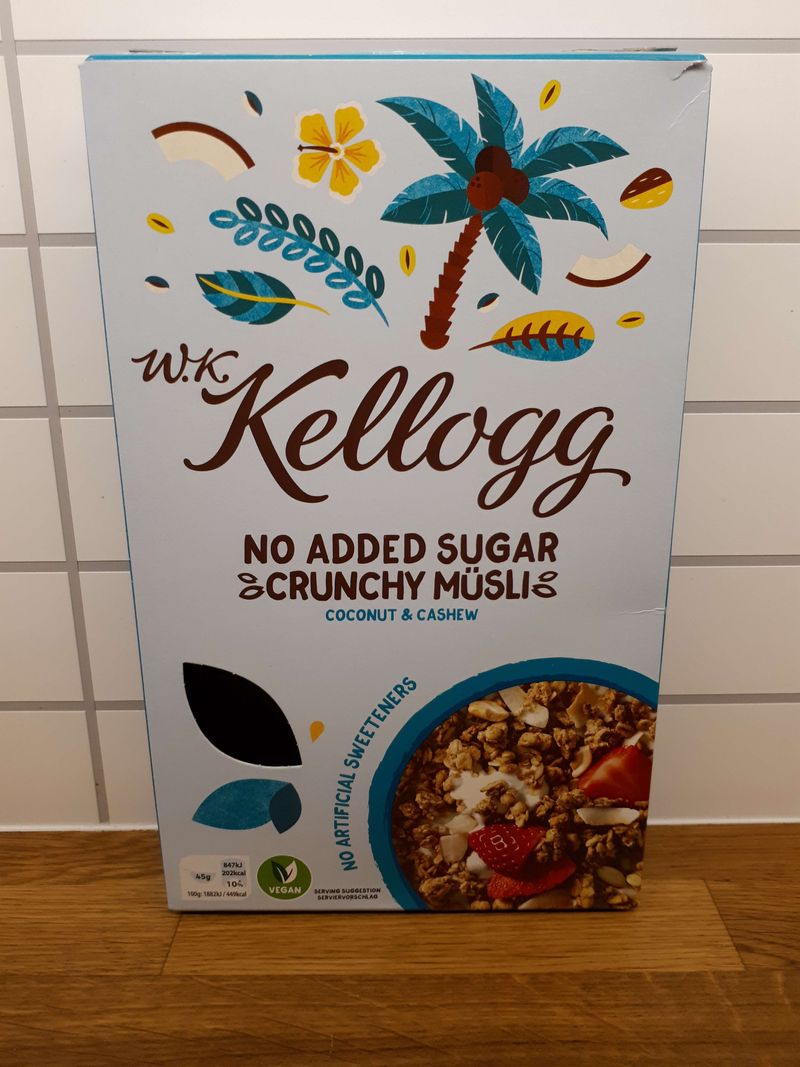 W.K.
Kellogg
NO ADDED SUGAR
CRUNCHY MÜSLI
COCONUT & CASHEW
NO ARTIFICIAL SWEETENERS
45g
847kJ
202kcal
10%
100g: 1882kJ / 449kcal
VEGAN
SERVING SUGGESTION
SERVIERVORSCHLAG